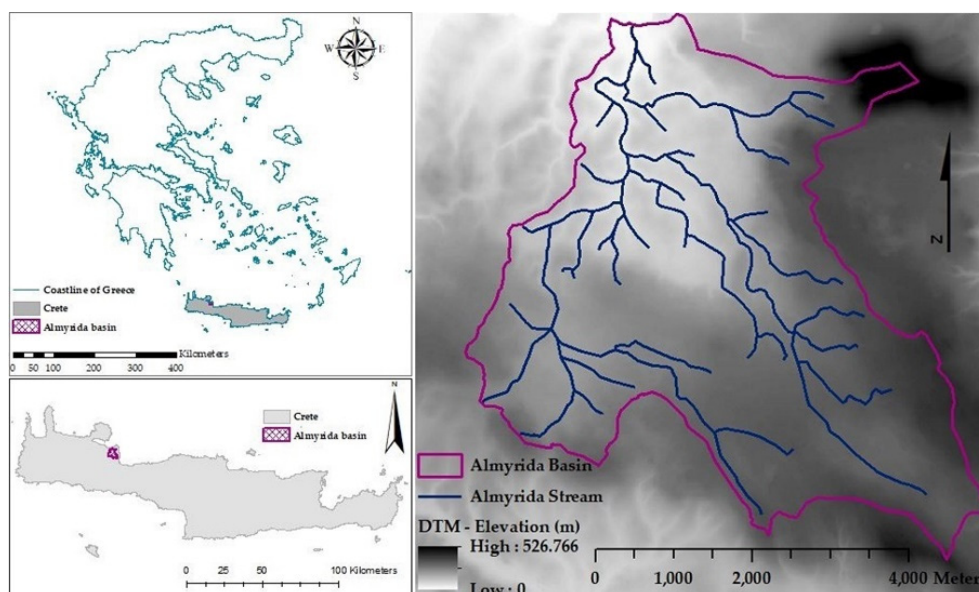 N
W
E
S
Coastline of Greece
Crete
Almyrida basin
Kilometers
0 50 100 200 300 400
N
Crete
Almyrida basin
0 25 50 100 Kilometers
N
Almyrida Basin
Almyrida Stream
DTM - Elevation (m)
High : 526.766
Low : 0
0 1,000 2,000 4,000 Meter